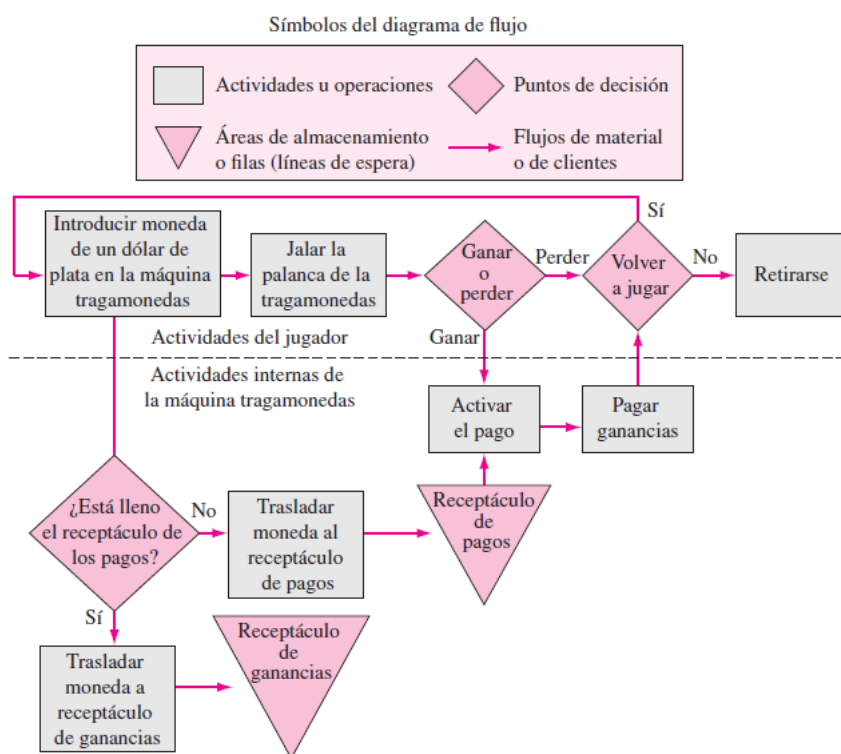 Símbolos del diagrama de flujo
Actividades u operaciones
Puntos de decisión
Áreas de almacenamiento
o filas (líneas de espera)
Flujos de material
o de clientes
Sí
Introducir moneda
de un dólar de
plata en la máquina
tragamonedas
Jalar la
palanca de la
tragamonedas
Ganar
o
perder
Perder
Volver
a jugar
No
Retirarse
Ganar
Actividades del jugador
Actividades internas de
la máquina tragamonedas
Activar
el pago
Pagar
ganancias
¿Está lleno
el receptáculo de
los pagos?
No
Trasladar
moneda al
receptáculo
de pagos
Receptáculo
de
pagos
Sí
Trasladar
moneda a
receptáculo
de ganancias
Receptáculo
de
ganancias